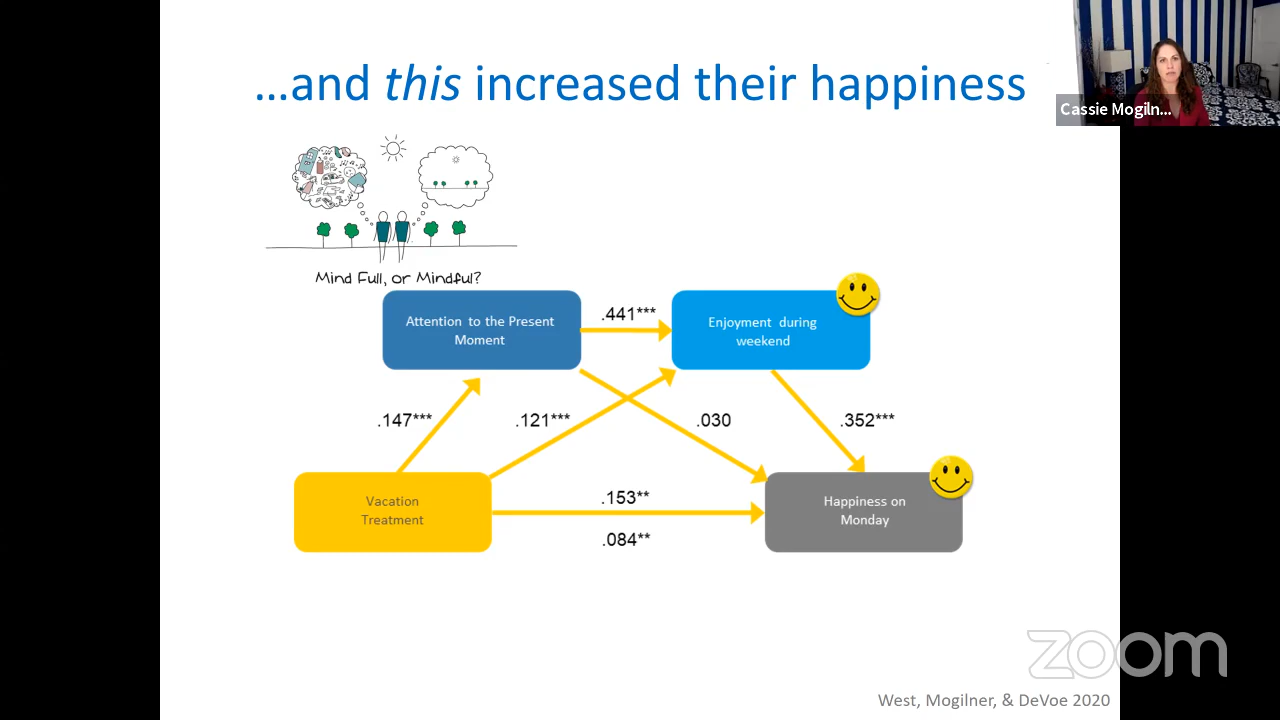 …and this increased their happiness
Cassie Mogiln...
Mind Full, or Mindful?
Attention to the Present
Moment
.441***
Enjoyment during
weekend
.147***
.121***
.030
.352***
Vacation
Treatment
.153**
.084**
Happiness on
Monday
zoom
West, Mogilner, & DeVoe 2020